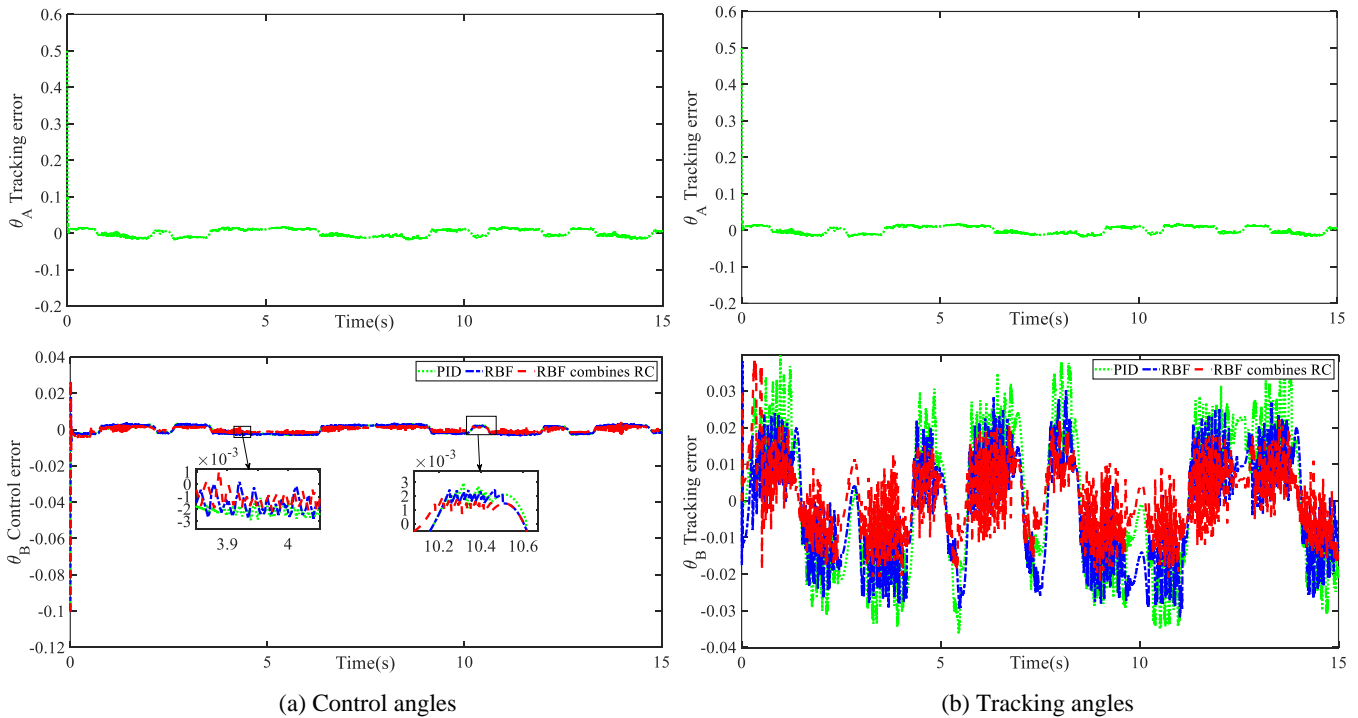 0.6
0.5
0.4
0.3
0.2
0.1
0
-0.1
-0.2
θ_A Tracking error
0 5 10 15
Time(s)
0.6
0.5
0.4
0.3
0.2
0.1
0
-0.1
-0.2
θ_A Tracking error
0 5 10 15
Time(s)
0.04
0.02
0
-0.02
-0.04
-0.06
-0.08
-0.1
-0.12
θ_B Control error
PID RBF RBF combines RC
×10^-3
1
0
-1
-2
-3
3.9 4
×10^-3
3
2
1
0
10.2 10.4 10.6
0 5 10 15
Time(s)
(a) Control angles
0.03
0.02
0.01
0
-0.01
-0.02
-0.03
-0.04
θ_B Tracking error
PID RBF RBF combines RC
0 5 10 15
Time(s)
(b) Tracking angles